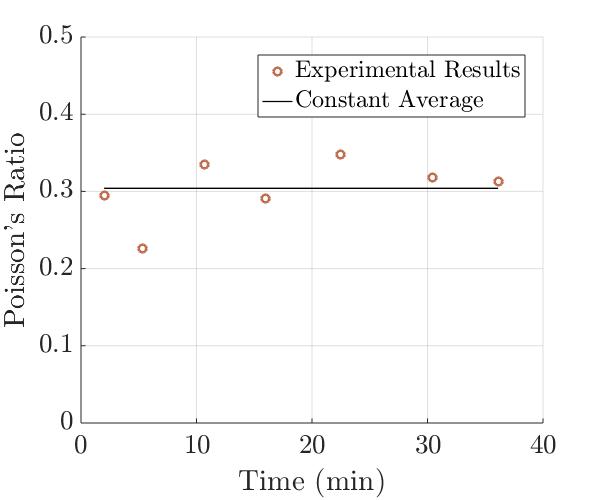 0.5
0.4
0.3
0.2
0.1
0
Poisson's Ratio
Experimental Results
Constant Average
0 10 20 30 40
Time (min)